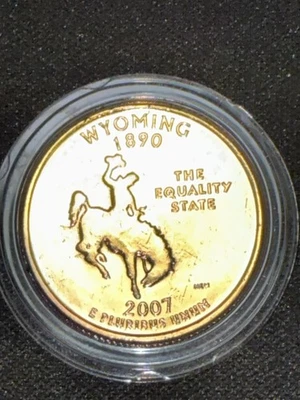 WYOMING
1890
THE
EQUALITY
STATE
2007
E PLURIBUS UNUM